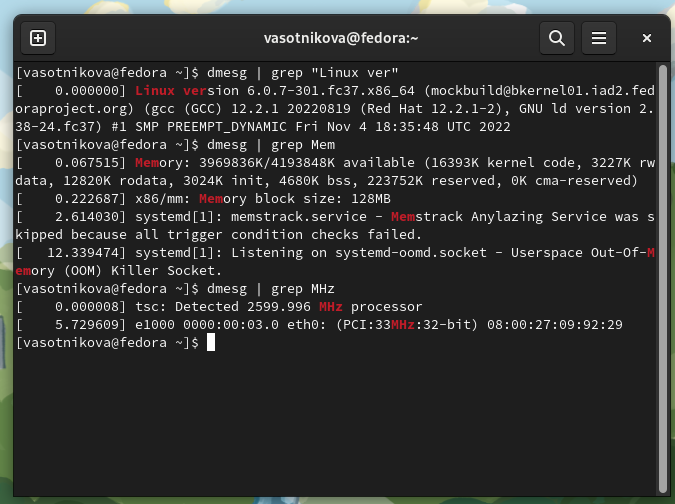 vasotnikova@fedora:~
[vasotnikova@fedora ~]$ dmesg | grep "Linux ver"
[    0.000000] Linux version 6.0.7-301.fc37.x86_64 (mockbuild@bkernel01.iad2.fed
oraproject.org) (gcc (GCC) 12.2.1 20220819 (Red Hat 12.2.1-2), GNU ld version 2.
38-24.fc37) #1 SMP PREEMPT_DYNAMIC Fri Nov 4 18:35:48 UTC 2022
[vasotnikova@fedora ~]$ dmesg | grep Mem
[    0.067515] Memory: 3969836K/4193848K available (16393K kernel code, 3227K rw
data, 12820K rodata, 3024K init, 4680K bss, 223752K reserved, 0K cma-reserved)
[    0.222687] x86/mm: Memory block size: 128MB
[    2.614030] systemd[1]: memstrack.service - Memstrack Anylazing Service was s
kipped because all trigger condition checks failed.
[   12.339474] systemd[1]: Listening on systemd-oomd.socket - Userspace Out-Of-M
emory (OOM) Killer Socket.
[vasotnikova@fedora ~]$ dmesg | grep MHz
[    0.000008] tsc: Detected 2599.996 MHz processor
[    5.729609] e1000 0000:00:03.0 eth0: (PCI:33MHz:32-bit) 08:00:27:09:92:29
[vasotnikova@fedora ~]$